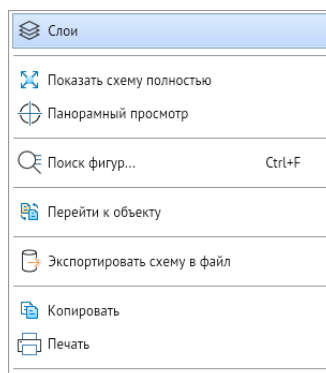 Слои
Показать схему полностью
Панорамный просмотр
Поиск фигур... Ctrl+F
Перейти к объекту
Экспортировать схему в файл
Копировать
Печать